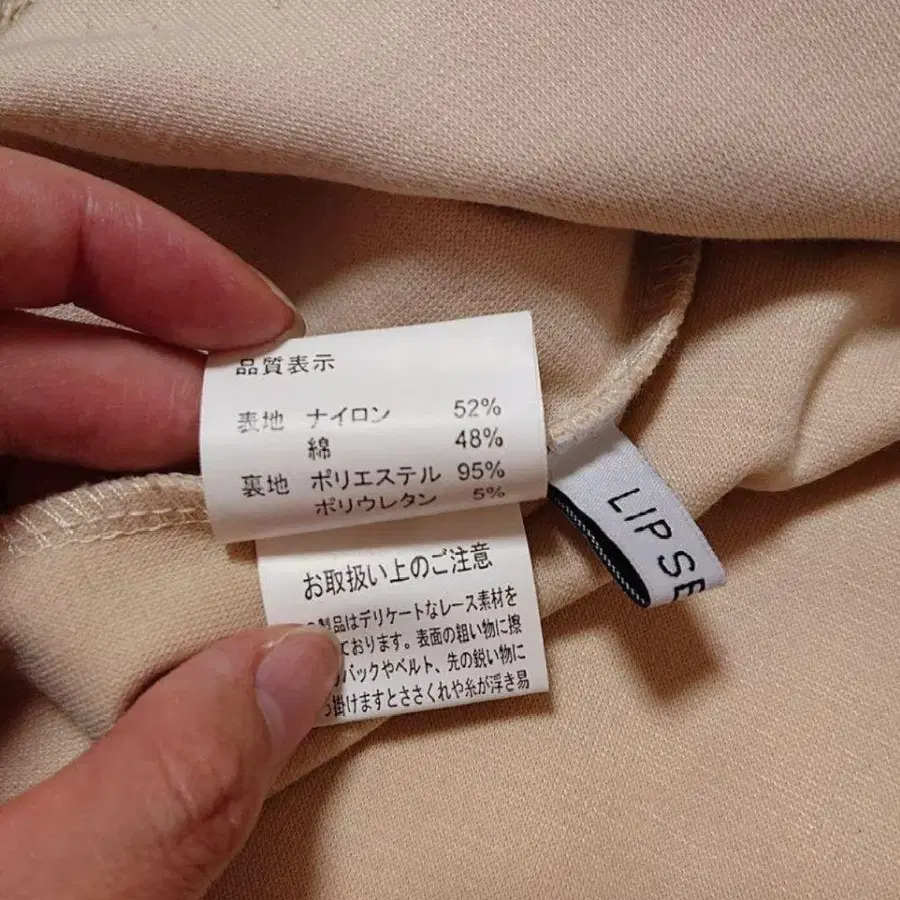 品質表示
表地 ナイロン 52%
綿 48%
裏地 ポリエステル 95%
ポリウレタン 5%
お取扱い上のご注意
製品はデリケートなレース素材を
ております。表面の粗い物に擦
バックやベルト、先の鋭い物に
掛けますとささくれや糸が浮き易
LIP SE